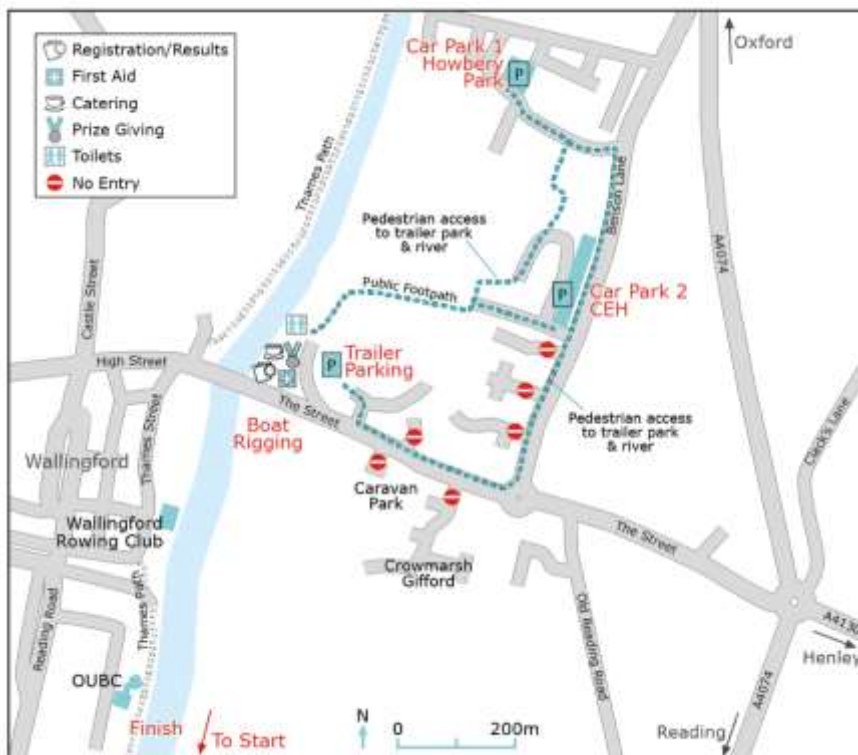 Registration/Results
First Aid
Catering
Prize Giving
Toilets
No Entry
Car Park 1
Howbery
Park
P
Oxford
Thames Path
Benson Lane
Pedestrian access
to trailer park
& river
A4074
Castle Street
Public Footpath
P
Car Park 2
CEH
High Street
P
Trailer
Parking
The Street
Boat
Rigging
Pedestrian access
to trailer park
& river
Clack's Lane
Wallingford
Thames Street
Caravan
Park
Wallingford
Rowing Club
The Street
Crowmarsh
Gifford
Thames Path
Reading Road
Old Reading Road
A4130
Henley
OUBC
A4074
Finish
To Start
N
0
200m
Reading